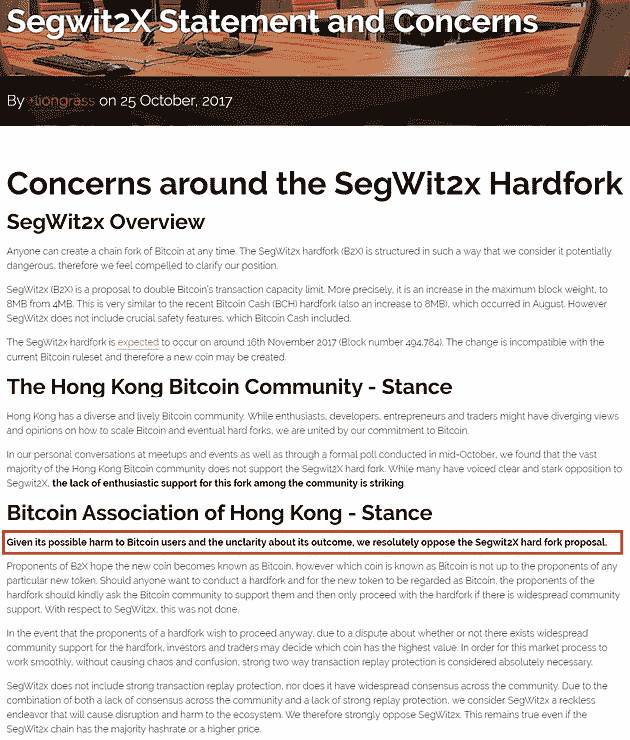 Segwit2X Statement and Concerns
By +liongrass on 25 October, 2017
Concerns around the SegWit2x Hardfork
SegWit2x Overview
Anyone can create a chain fork of Bitcoin at any time. The SegWit2x hardfork (B2X) is structured in such a way that we consider it potentially
dangerous, therefore we feel compelled to clarify our position.
SegWit2x (B2X) is a proposal to double Bitcoin's transaction capacity limit. More precisely, it is an increase in the maximum block weight, to
8MB from 4MB. This is very similar to the recent Bitcoin Cash (BCH) hardfork (also an increase to 8MB), which occurred in August. However
SegWit2x does not include crucial safety features, which Bitcoin Cash included.
The SegWit2x hardfork is expected to occur on around 16th November 2017 (Block number 494,784). The change is incompatible with the
current Bitcoin ruleset and therefore a new coin may be created.
The Hong Kong Bitcoin Community - Stance
Hong Kong has a diverse and lively Bitcoin community. While enthusiasts, developers, entrepreneurs and traders might have diverging views
and opinions on how to scale Bitcoin and eventual hard forks, we are united by our commitment to Bitcoin.
In our personal conversations at meetups and events as well as through a formal poll conducted in mid-October, we found that the vast
majority of the Hong Kong Bitcoin community does not support the Segwit2X hard fork. While many have voiced clear and stark opposition to
Segwit2X, the lack of enthusiastic support for this fork among the community is striking.
Bitcoin Association of Hong Kong - Stance
Given its possible harm to Bitcoin users and the unclarity about its outcome, we resolutely oppose the Segwit2X hard fork proposal.
Proponents of B2X hope the new coin becomes known as Bitcoin, however which coin is known as Bitcoin is not up to the proponents of any
particular new token. Should anyone want to conduct a hardfork and for the new token to be regarded as Bitcoin, the proponents of the
hardfork should kindly ask the Bitcoin community to support them and then only proceed with the hardfork if there is widespread community
support. With respect to SegWit2x, this was not done.
In the event that the proponents of a hardfork wish to proceed anyway, due to a dispute about whether or not there exists widespread
community support for the hardfork, investors and traders may decide which coin has the highest value. In order for this market process to
work smoothly, without causing chaos and confusion, strong two way transaction replay protection is considered absolutely necessary.
SegWit2x does not include strong transaction replay protection, nor does it have widespread consensus across the community. Due to the
combination of both a lack of consensus across the community and a lack of strong replay protection, we consider SegWit2x a reckless
endeavor that will cause disruption and harm to the ecosystem. We therefore strongly oppose SegWit2x. This remains true even if the
SegWit2x chain has the majority hashrate or a higher price.